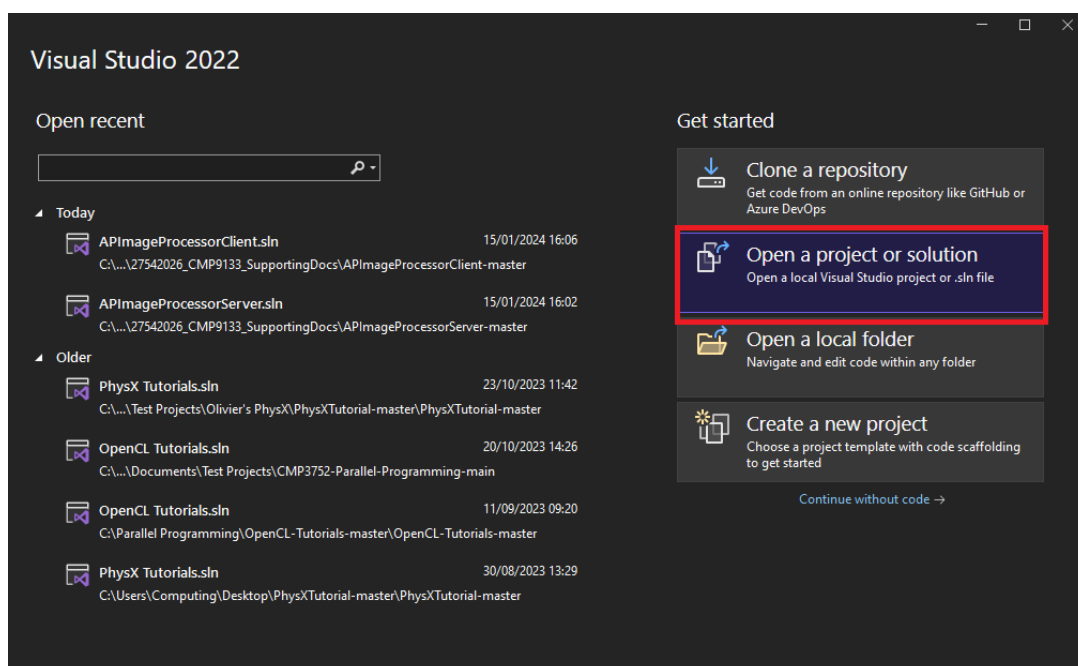 Visual Studio 2022
Open recent
Today
APImageProcessorClient.sln 15/01/2024 16:06
C:\...\27542026_CMP9133_SupportingDocs\APImageProcessorClient-master
APImageProcessorServer.sln 15/01/2024 16:02
C:\...\27542026_CMP9133_SupportingDocs\APImageProcessorServer-master
Older
PhysX Tutorials.sln 23/10/2023 11:42
C:\...\Test Projects\Olivier's PhysX\PhysXTutorial-master\PhysXTutorial-master
OpenCL Tutorials.sln 20/10/2023 14:26
C:\...\Documents\Test Projects\CMP3752-Parallel-Programming-main
OpenCL Tutorials.sln 11/09/2023 09:20
C:\Parallel Programming\OpenCL-Tutorials-master\OpenCL-Tutorials-master
PhysX Tutorials.sln 30/08/2023 13:29
C:\Users\Computing\Desktop\PhysXTutorial-master\PhysXTutorial-master
Get started
Clone a repository
Get code from an online repository like GitHub or
Azure DevOps
Open a project or solution
Open a local Visual Studio project or .sln file
Open a local folder
Navigate and edit code within any folder
Create a new project
Choose a project template with code scaffolding
to get started
Continue without code →